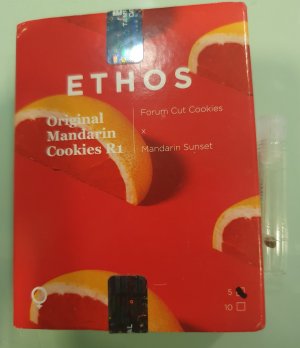 ETHOS
Original
Mandarin
Cookies R1
Forum Cut Cookies
x
Mandarin Sunset
5
10